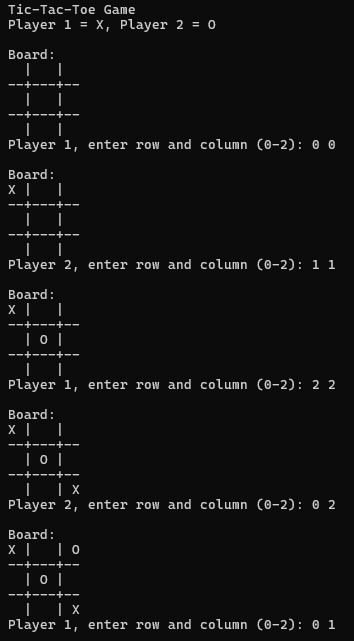 Tic-Tac-Toe Game
Player 1 = X, Player 2 = O

Board:
  |   |
--+---+--
  |   |
--+---+--
  |   |
Player 1, enter row and column (0-2): 0 0

Board:
X |   |
--+---+--
  |   |
--+---+--
  |   |
Player 2, enter row and column (0-2): 1 1

Board:
X |   |
--+---+--
  | O |
--+---+--
  |   |
Player 1, enter row and column (0-2): 2 2

Board:
X |   |
--+---+--
  | O |
--+---+--
  |   | X
Player 2, enter row and column (0-2): 0 2

Board:
X |   | O
--+---+--
  | O |
--+---+--
  |   | X
Player 1, enter row and column (0-2): 0 1